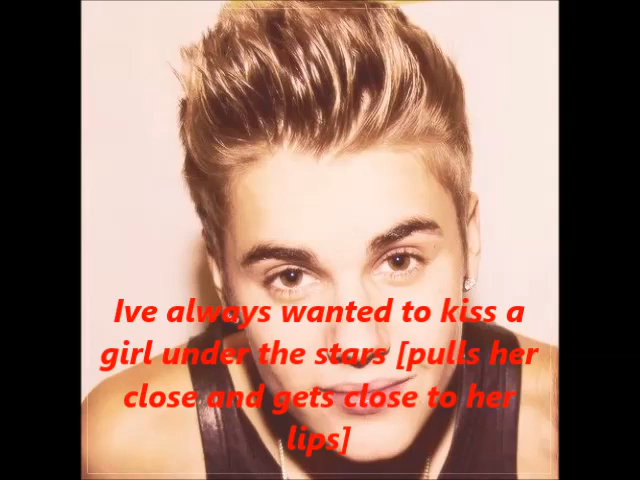 Ive always wanted to kiss a
girl under the stars [pulls her
close and gets close to her
lips]